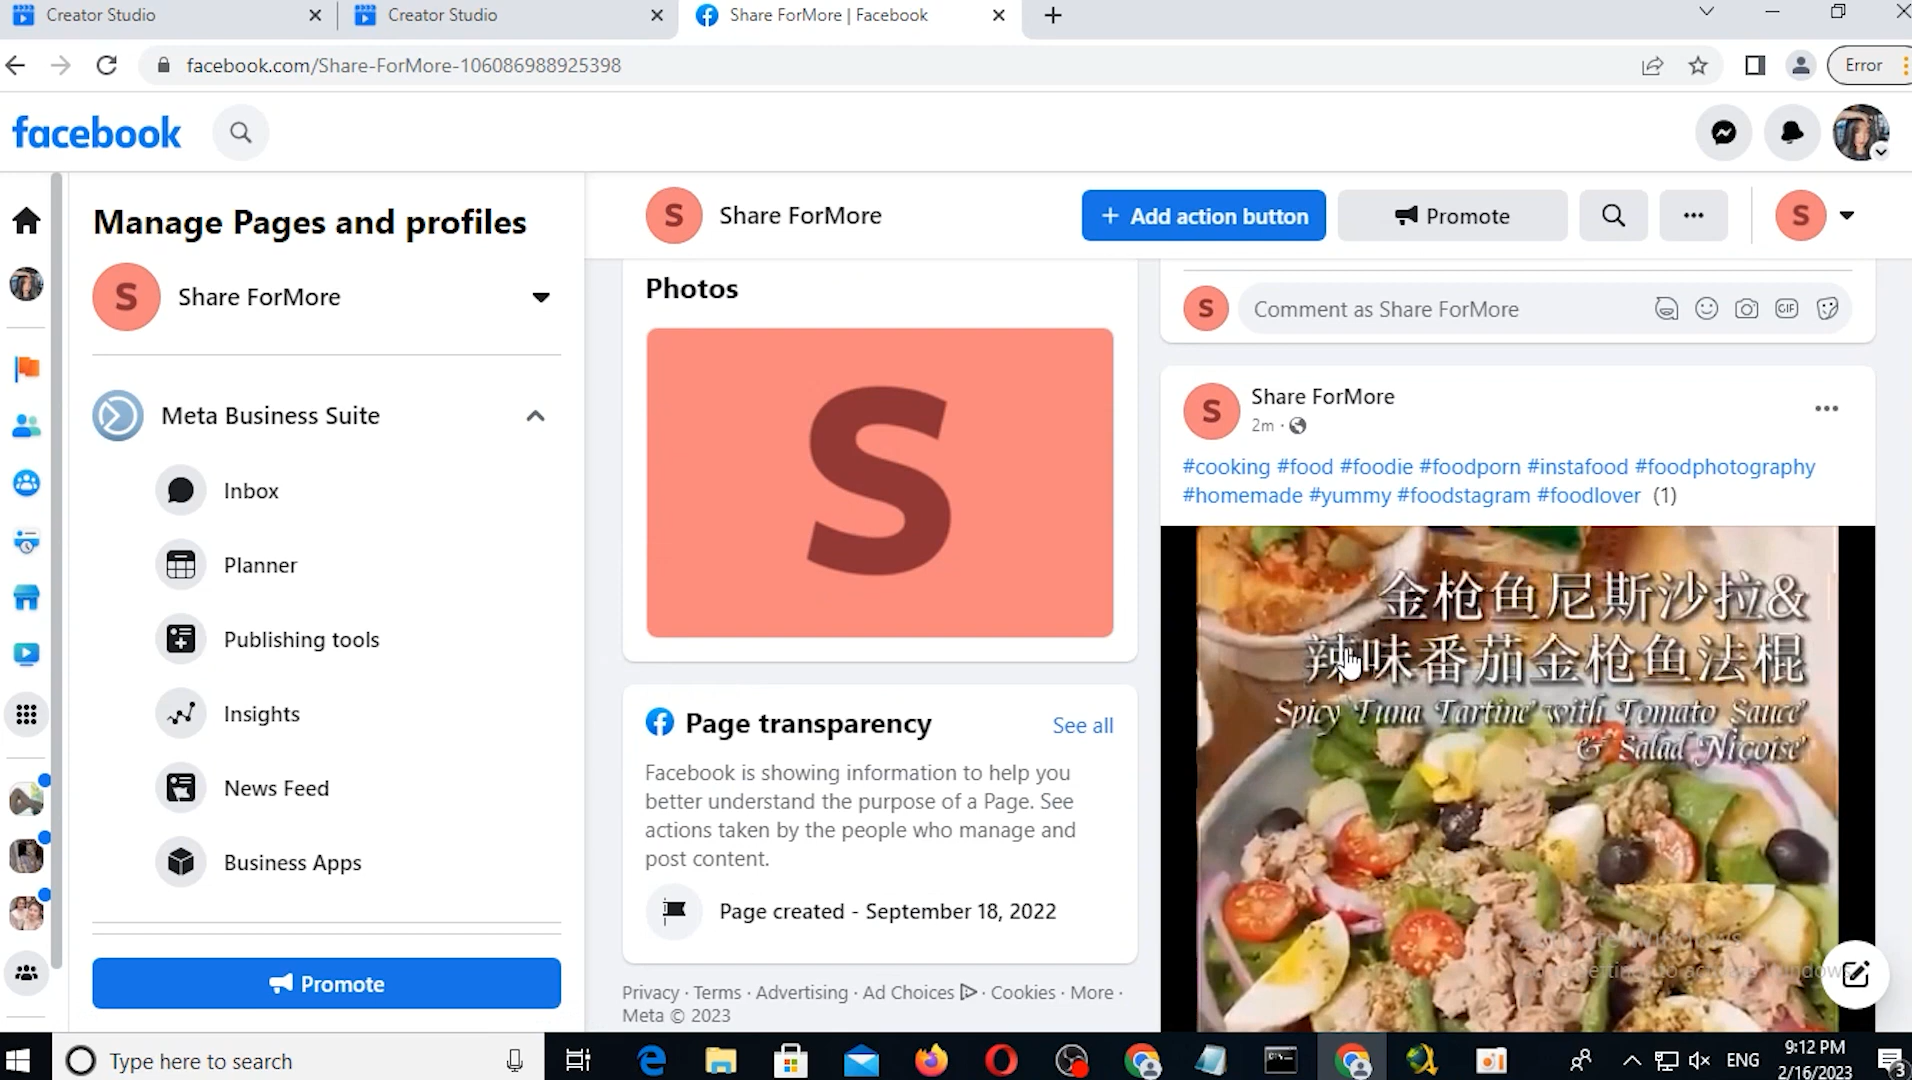 Creator Studio
Creator Studio
Share ForMore | Facebook
facebook.com/Share-ForMore-106086988925398
Error
facebook
Manage Pages and profiles
S Share ForMore
Meta Business Suite
Inbox
Planner
Publishing tools
Insights
News Feed
Business Apps
Promote
S Share ForMore
+ Add action button
Promote
S
Photos
S
Page transparency
See all
Facebook is showing information to help you
better understand the purpose of a Page. See
actions taken by the people who manage and
post content.
Page created - September 18, 2022
Privacy · Terms · Advertising · Ad Choices · Cookies · More ·
Meta © 2023
S Comment as Share ForMore GIF
S Share ForMore
2m ·
#cooking #food #foodie #foodporn #instafood #foodphotography
#homemade #yummy #foodstagram #foodlover (1)
金枪鱼尼斯沙拉&
辣味番茄金枪鱼法棍
Spicy Tuna Tartine with Tomato Sauce
& Salad Niçoise
Type here to search
ENG
9:12 PM
2/16/2023
3